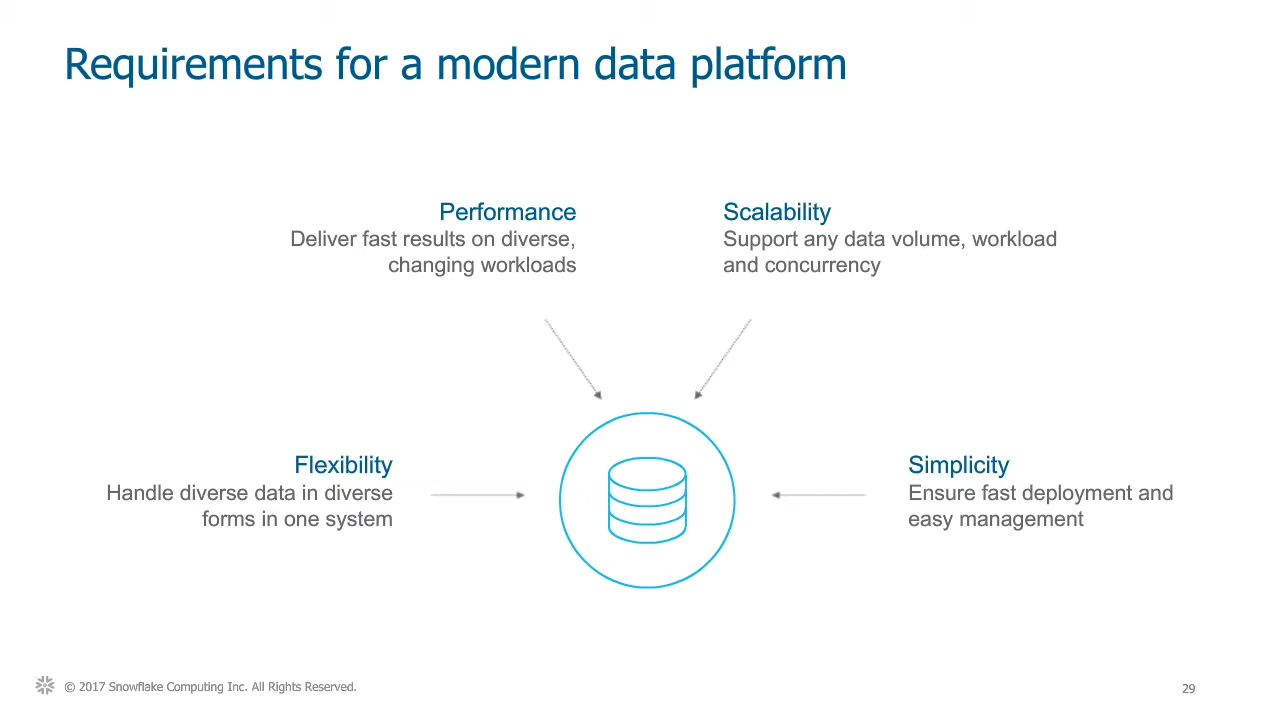 Requirements for a modern data platform
Performance
Deliver fast results on diverse,
changing workloads
Scalability
Support any data volume, workload
and concurrency
Flexibility
Handle diverse data in diverse
forms in one system
Simplicity
Ensure fast deployment and
easy management
© 2017 Snowflake Computing Inc. All Rights Reserved.
29